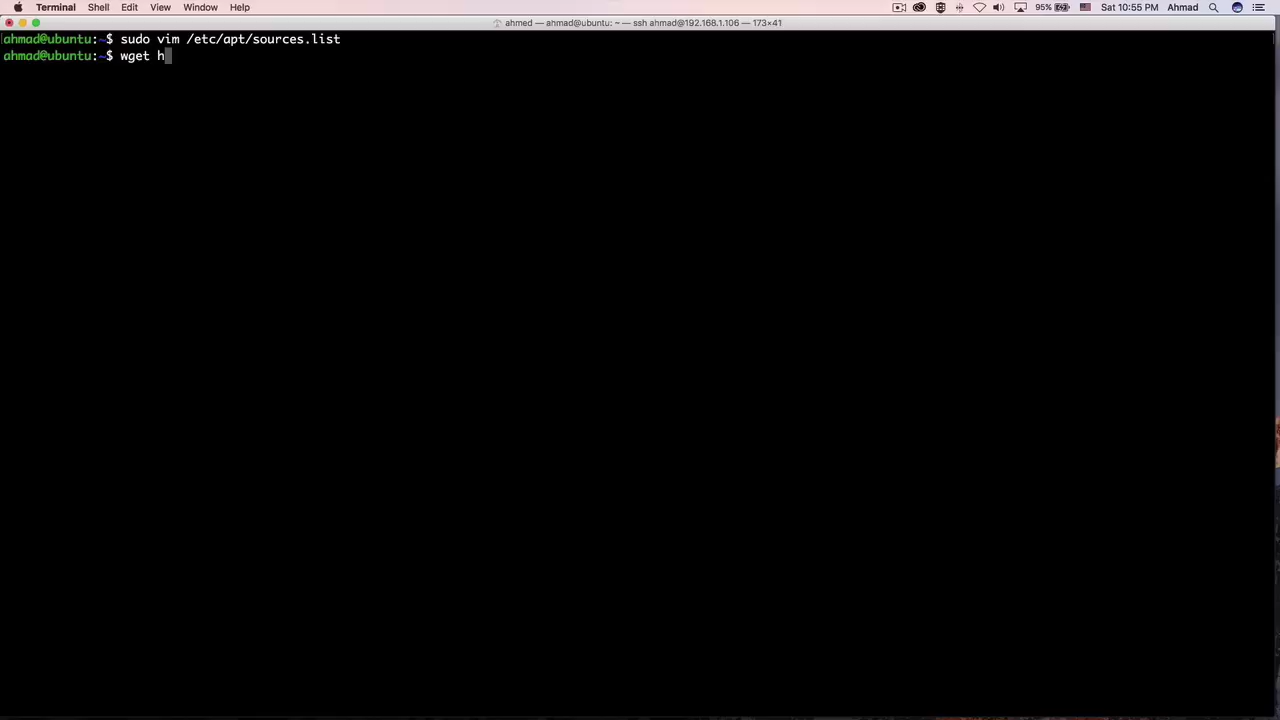 Terminal Shell Edit View Window Help 95% Sat 10:55 PM Ahmad
ahmed — ahmad@ubuntu: ~ — ssh ahmad@192.168.1.106 — 173×41
ahmad@ubuntu:~$ sudo vim /etc/apt/sources.list
ahmad@ubuntu:~$ wget h